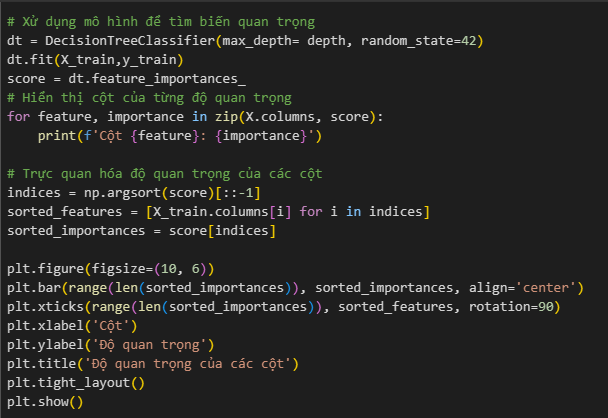 # Xử dụng mô hình để tìm biến quan trọng
dt = DecisionTreeClassifier(max_depth= depth, random_state=42)
dt.fit(X_train,y_train)
score = dt.feature_importances_
# Hiển thị cột của từng độ quan trọng
for feature, importance in zip(X.columns, score):
    print(f'Cột {feature}: {importance}')
# Trực quan hóa độ quan trọng của các cột
indices = np.argsort(score)[::-1]
sorted_features = [X_train.columns[i] for i in indices]
sorted_importances = score[indices]
plt.figure(figsize=(10, 6))
plt.bar(range(len(sorted_importances)), sorted_importances, align='center')
plt.xticks(range(len(sorted_importances)), sorted_features, rotation=90)
plt.xlabel('Cột')
plt.ylabel('Độ quan trọng')
plt.title('Độ quan trọng của các cột')
plt.tight_layout()
plt.show()